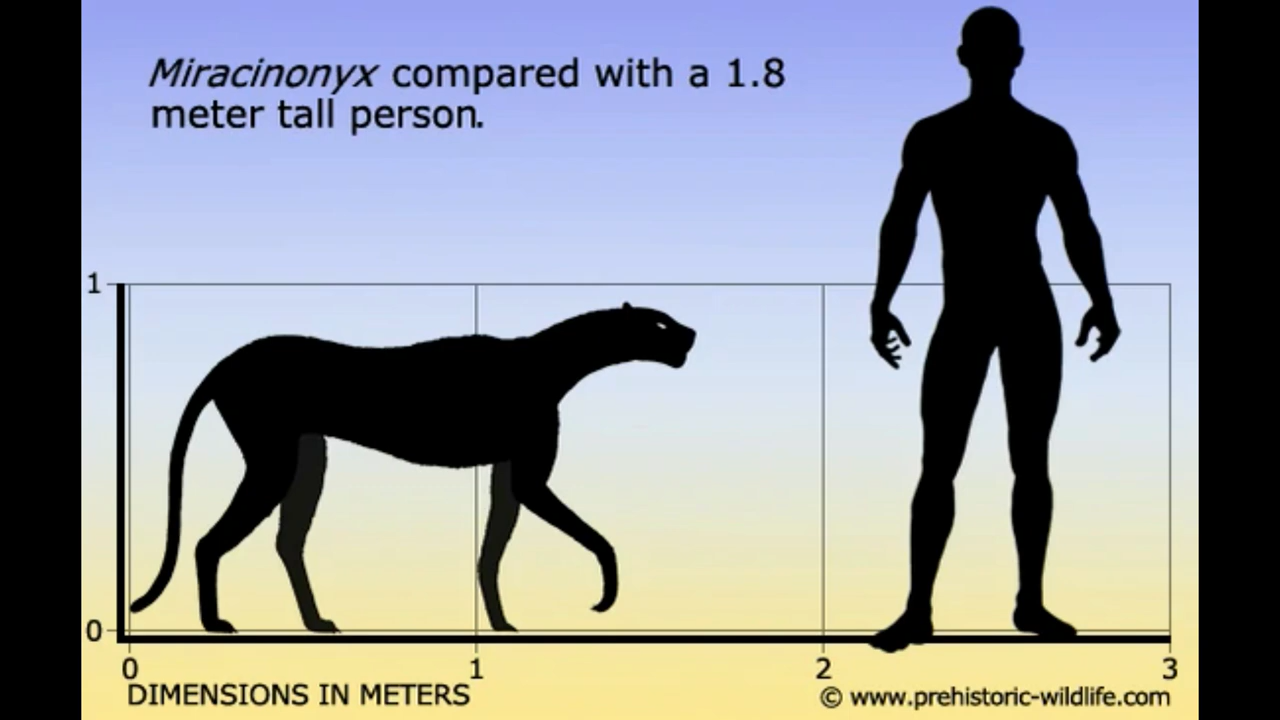 Miracinonyx compared with a 1.8
meter tall person.
1
0
0 1 2 3
DIMENSIONS IN METERS
© www.prehistoric-wildlife.com